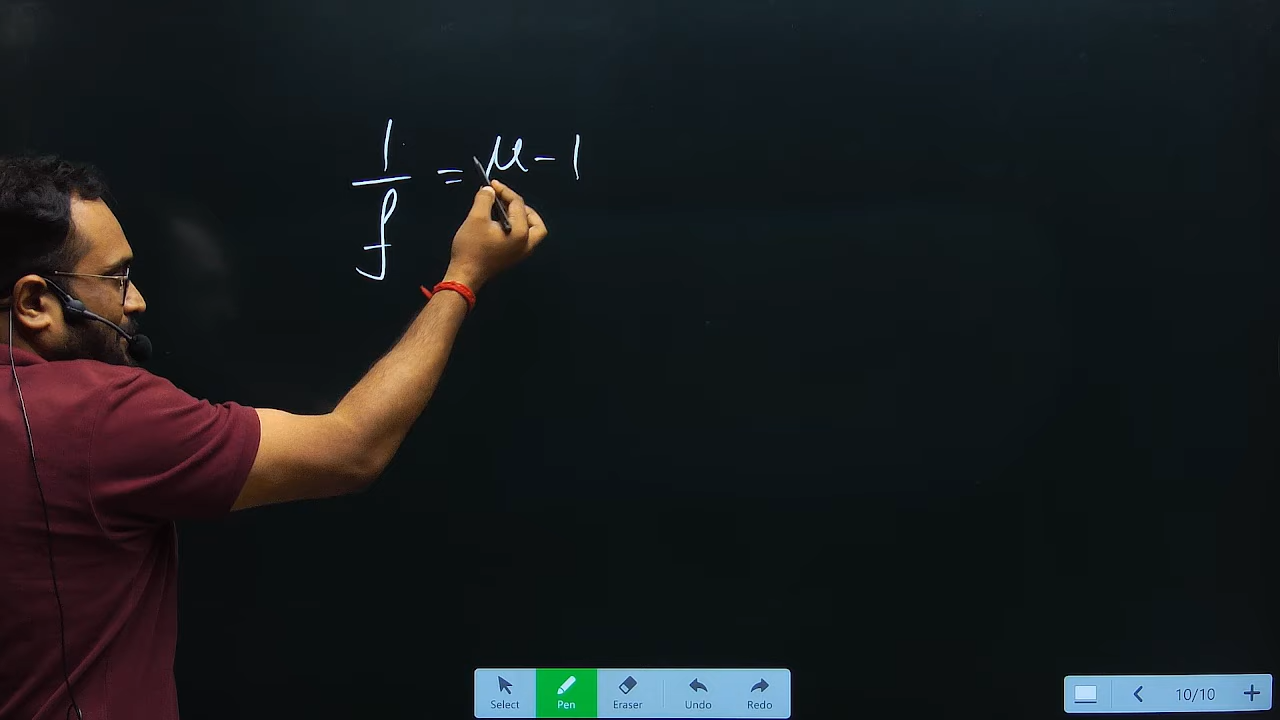 1/f = μ - 1
Select Pen Eraser Undo Redo
10/10